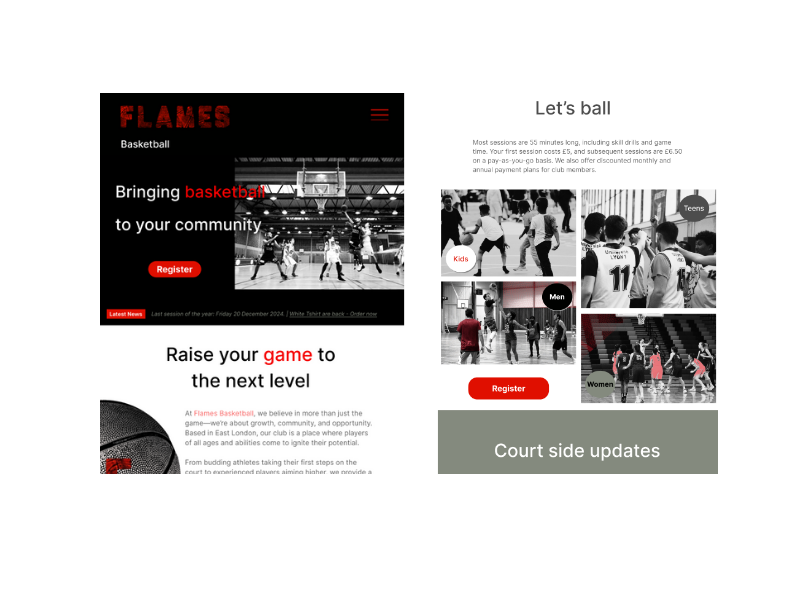 FLAMES
Basketball
Bringing basketball
to your community
Register
Latest News Last session of the year: Friday 20 December 2024. | White Tshirt are back - Order now
Raise your game to
the next level
At Flames Basketball, we believe in more than just the
game—we're about growth, community, and opportunity.
Based in East London, our club is a place where players
of all ages and abilities come to ignite their potential.
From budding athletes taking their first steps on the
court to experienced players aiming higher, we provide a
Let's ball
Most sessions are 55 minutes long, including skill drills and game
time. Your first session costs £5, and subsequent sessions are £6.50
on a pay-as-you-go basis. We also offer discounted monthly and
annual payment plans for club members.
Kids
Teens
11
Men
Women
Register
Court side updates